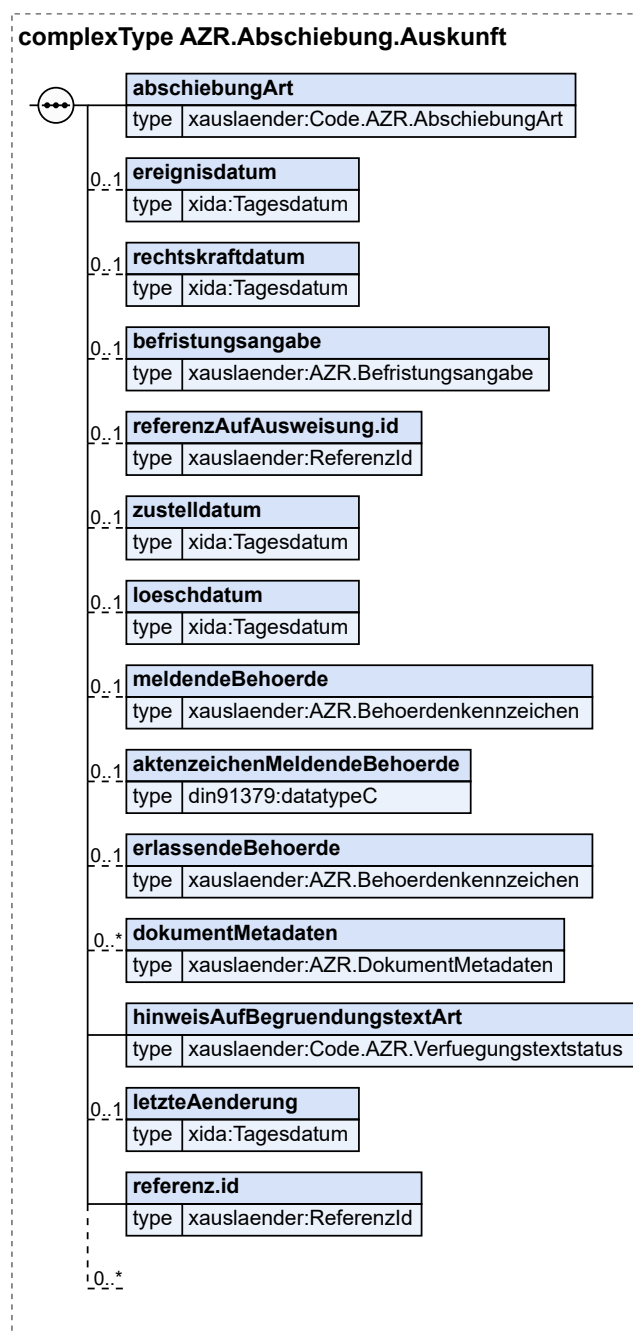 complexType AZR.Abschiebung.Auskunft
abschiebungArt
type xauslaender:Code.AZR.AbschiebungArt
0..1 ereignisdatum
type xida:Tagesdatum
0..1 rechtskraftdatum
type xida:Tagesdatum
0..1 befristungsangabe
type xauslaender:AZR.Befristungsangabe
0..1 referenzAufAusweisung.id
type xauslaender:ReferenzId
0..1 zustelldatum
type xida:Tagesdatum
0..1 loeschdatum
type xida:Tagesdatum
0..1 meldendeBehoerde
type xauslaender:AZR.Behoerdenkennzeichen
0..1 aktenzeichenMeldendeBehoerde
type din91379:datatypeC
0..1 erlassendeBehoerde
type xauslaender:AZR.Behoerdenkennzeichen
0..* dokumentMetadaten
type xauslaender:AZR.DokumentMetadaten
hinweisAufBegruendungstextArt
type xauslaender:Code.AZR.Verfuegungstextstatus
0..1 letzteAenderung
type xida:Tagesdatum
referenz.id
type xauslaender:ReferenzId
0..*